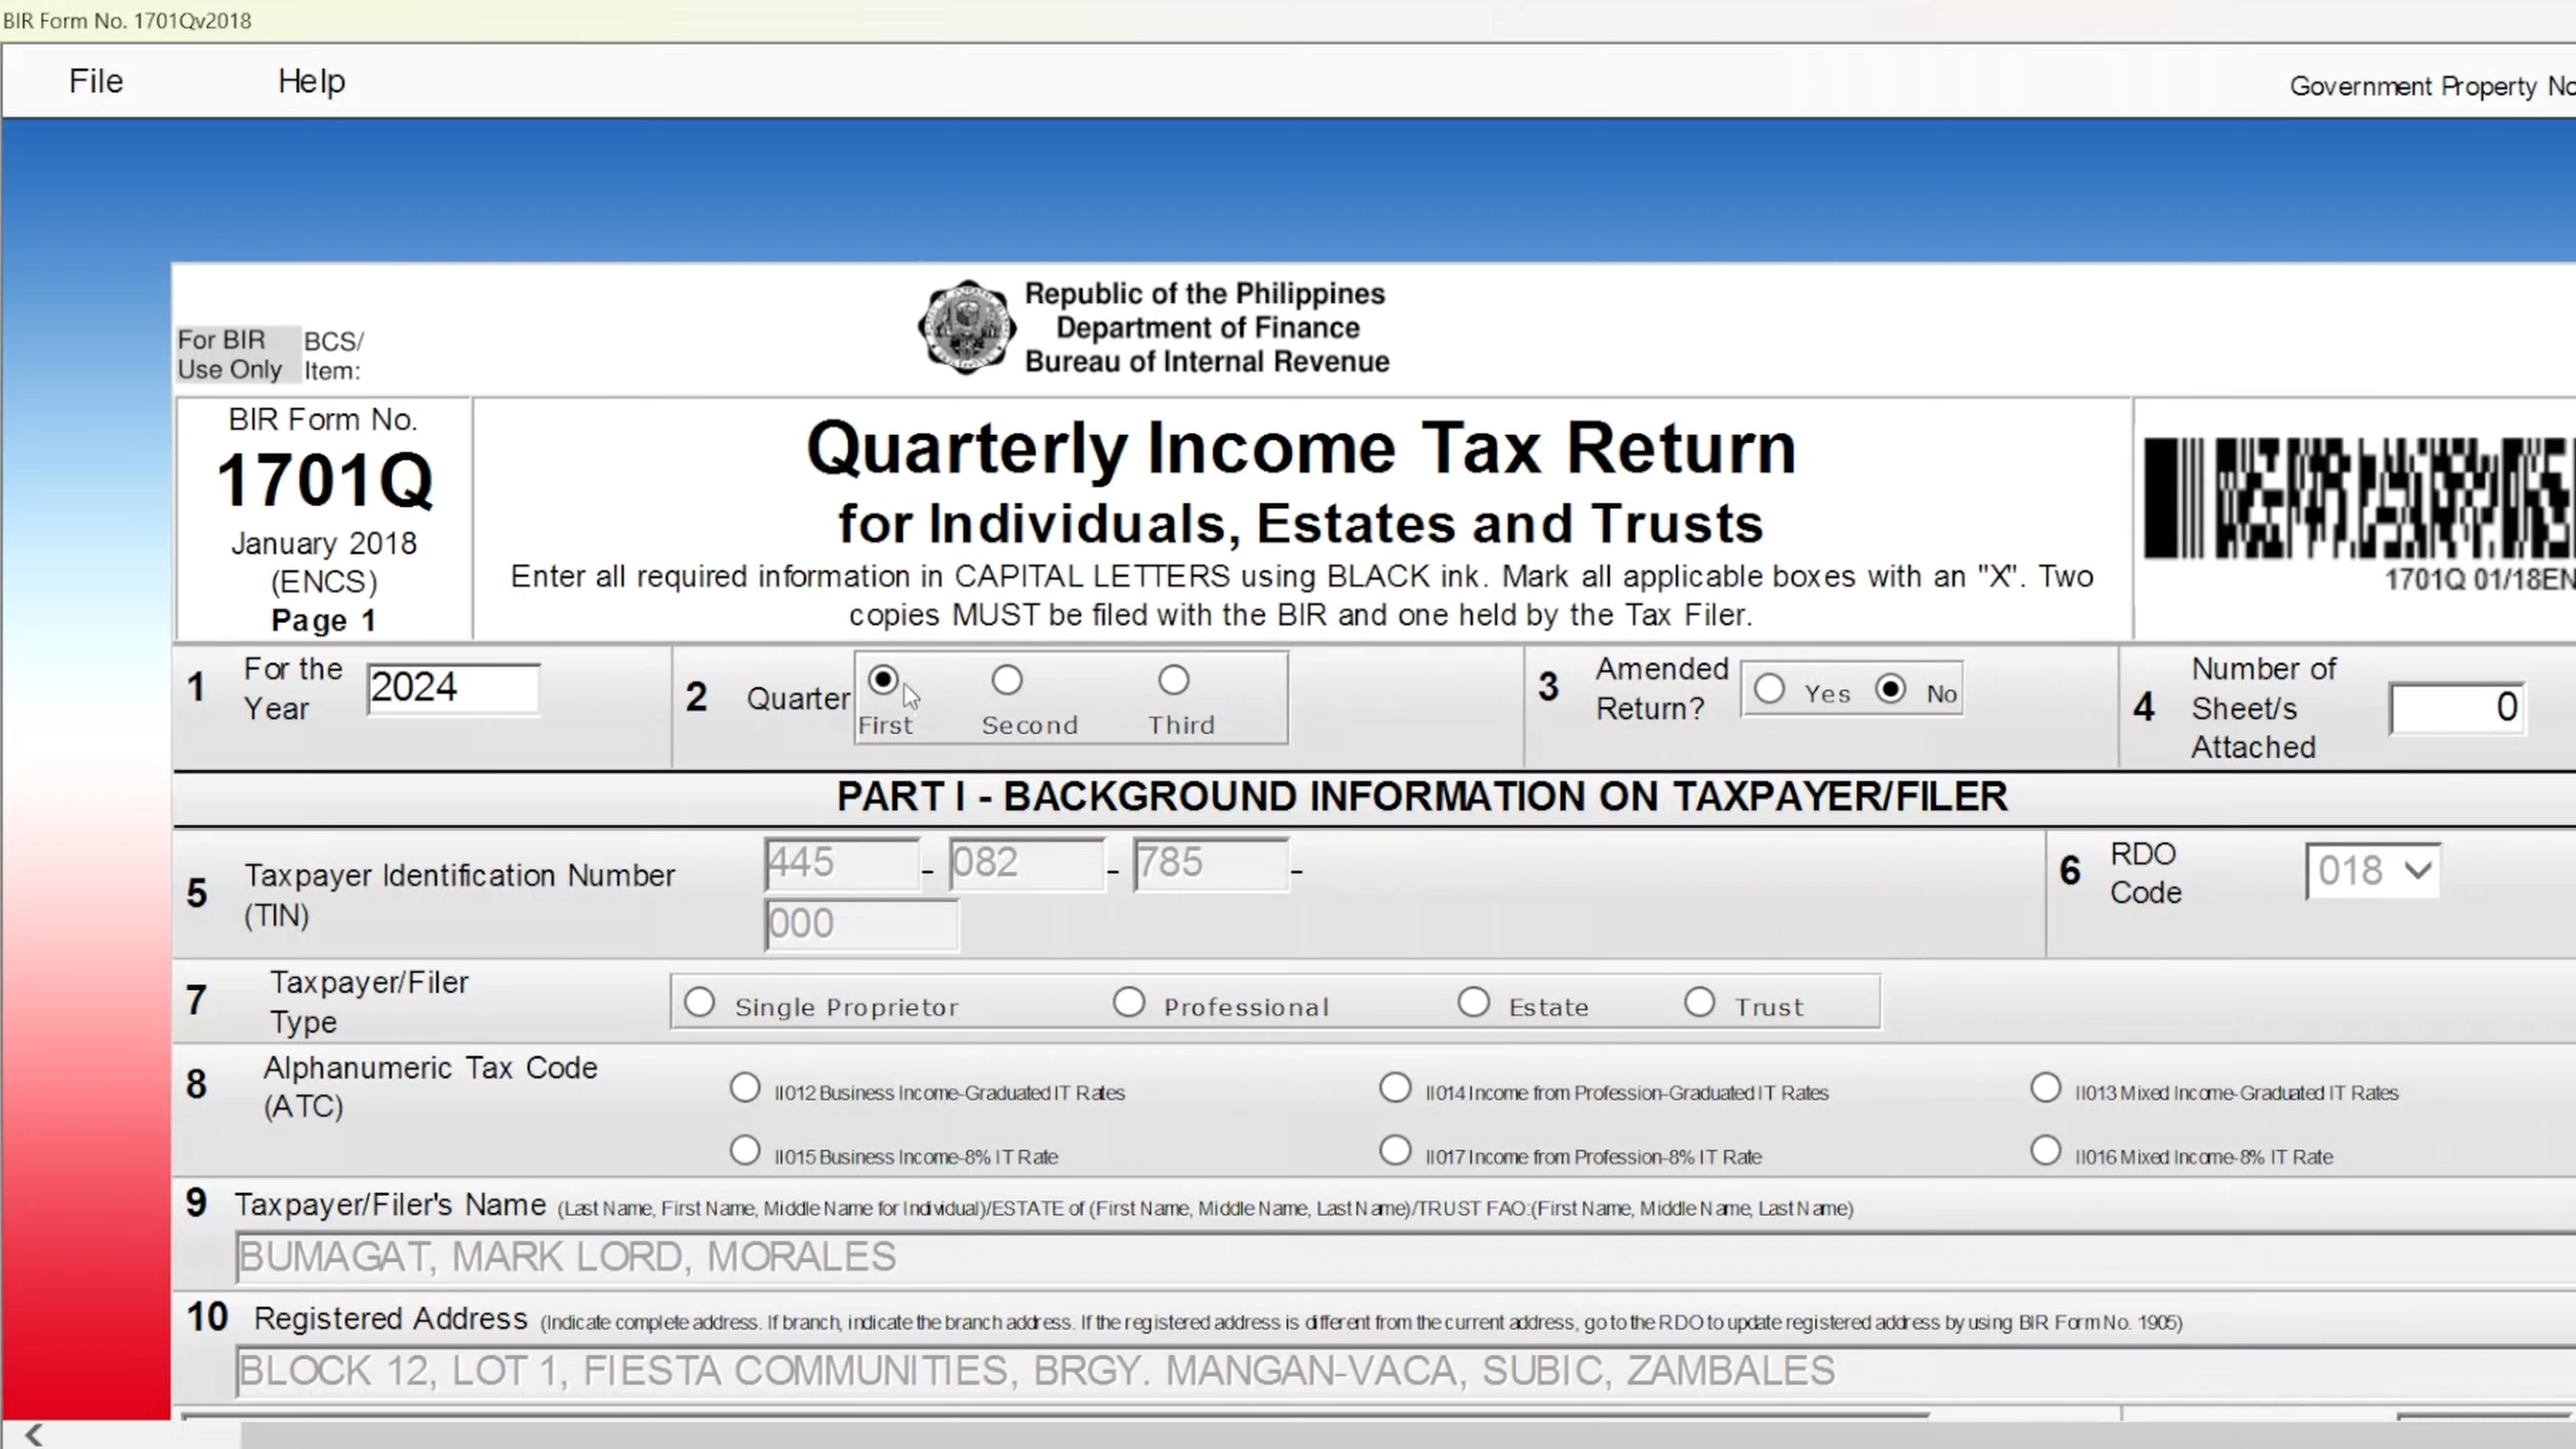 BIR Form No. 1701Qv2018
File Help Government Property No
For BIR Use Only BCS/ Item:
Republic of the Philippines
Department of Finance
Bureau of Internal Revenue
BIR Form No.
1701Q
January 2018
(ENCS)
Page 1
Quarterly Income Tax Return
for Individuals, Estates and Trusts
Enter all required information in CAPITAL LETTERS using BLACK ink. Mark all applicable boxes with an "X". Two
copies MUST be filed with the BIR and one held by the Tax Filer.
1701Q 01/18EN
1 For the Year 2024
2 Quarter First Second Third
3 Amended Return? Yes No
4 Number of Sheet/s Attached 0
PART I - BACKGROUND INFORMATION ON TAXPAYER/FILER
5 Taxpayer Identification Number (TIN) 445 - 082 - 785 -
000
6 RDO Code 018
7 Taxpayer/Filer Type Single Proprietor Professional Estate Trust
8 Alphanumeric Tax Code (ATC)
II012 Business Income-Graduated IT Rates II014 Income from Profession-Graduated IT Rates II013 Mixed Income-Graduated IT Rates
II015 Business Income-8% IT Rate II017 Income from Profession-8% IT Rate II016 Mixed Income-8% IT Rate
9 Taxpayer/Filer's Name (Last Name, First Name, Middle Name for Individual)/ESTATE of (First Name, Middle Name, Last Name)/TRUST FAO:(First Name, Middle Name, Last Name)
BUMAGAT, MARK LORD, MORALES
10 Registered Address (Indicate complete address. If branch, indicate the branch address. If the registered address is different from the current address, go to the RDO to update registered address by using BIR Form No. 1905)
BLOCK 12, LOT 1, FIESTA COMMUNITIES, BRGY. MANGAN-VACA, SUBIC, ZAMBALES